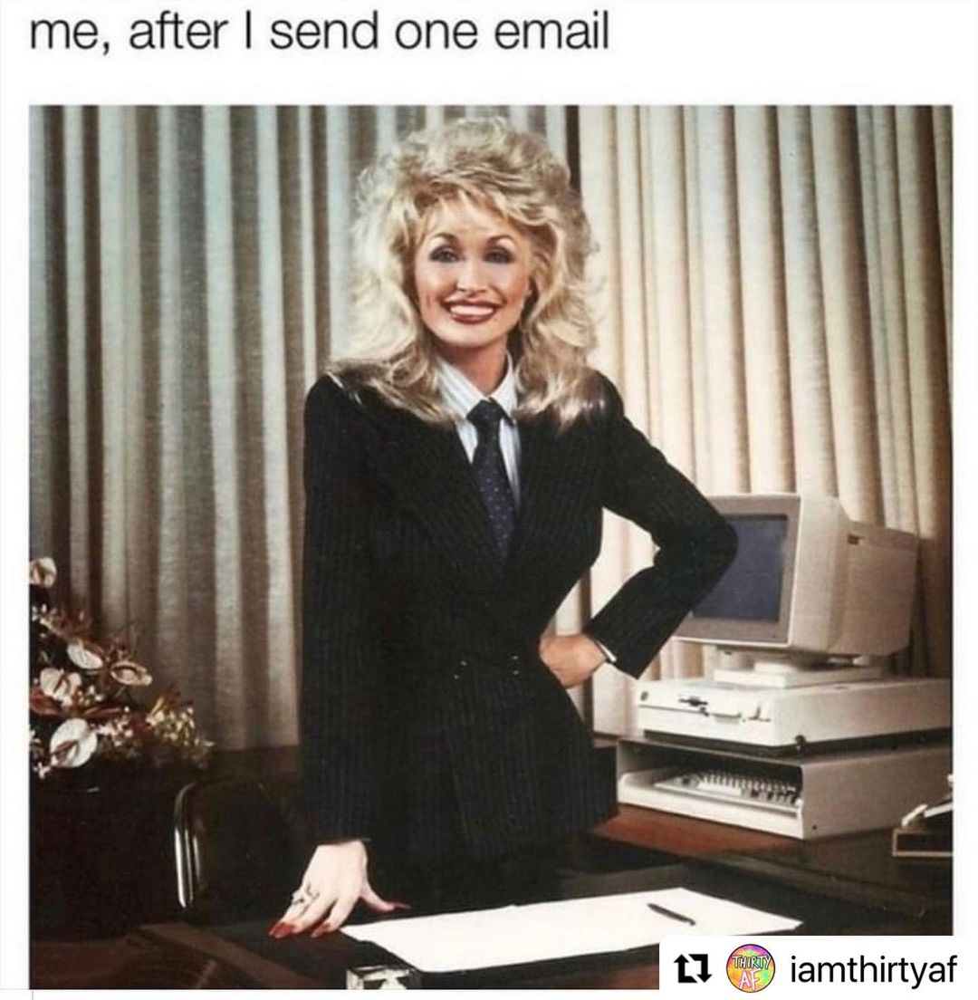 me, after I send one email
THIRTY
AF
iamthirtyaf